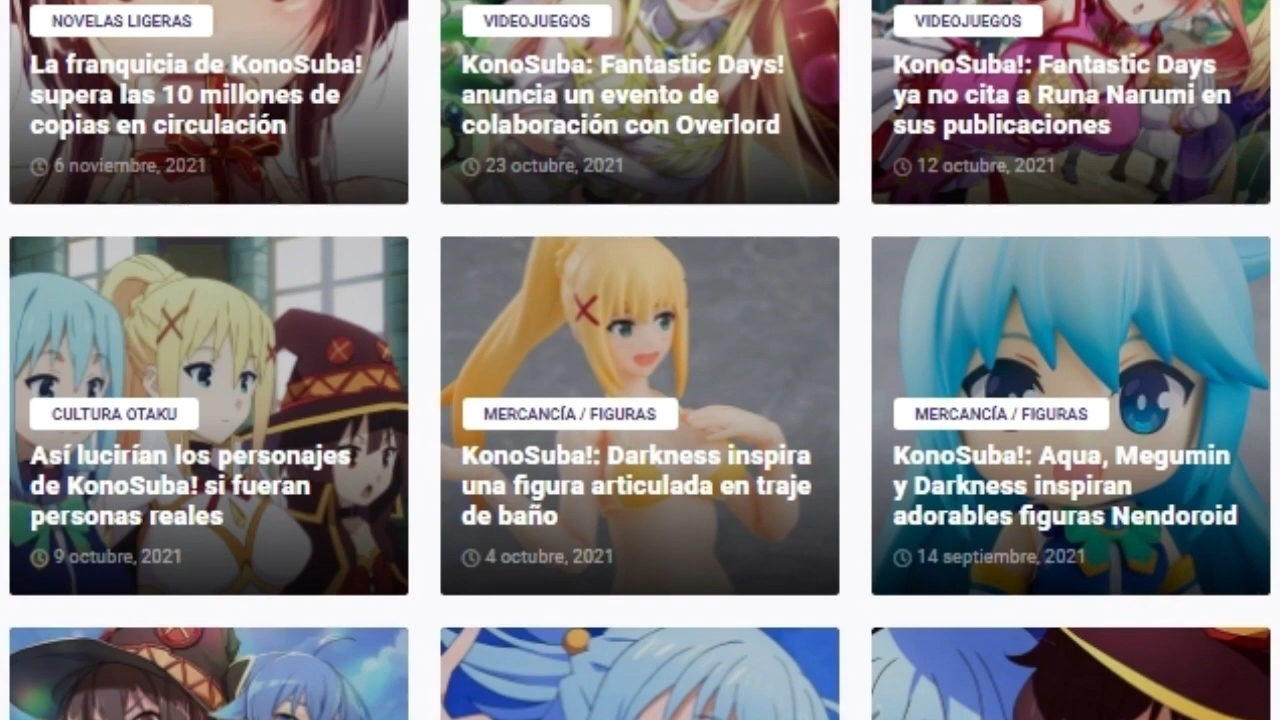 NOVELAS LIGERAS
La franquicia de KonoSuba!
supera las 10 millones de
copias en circulación
6 noviembre, 2021
VIDEOJUEGOS
KonoSuba: Fantastic Days!
anuncia un evento de
colaboración con Overlord
23 octubre, 2021
VIDEOJUEGOS
KonoSuba!: Fantastic Days
ya no cita a Runa Narumi en
sus publicaciones
12 octubre, 2021
CULTURA OTAKU
Así lucirían los personajes
de KonoSuba! si fueran
personas reales
9 octubre, 2021
MERCANCÍA / FIGURAS
KonoSuba!: Darkness inspira
una figura articulada en traje
de baño
4 octubre, 2021
MERCANCÍA / FIGURAS
KonoSuba!: Aqua, Megumin
y Darkness inspiran
adorables figuras Nendoroid
14 septiembre, 2021